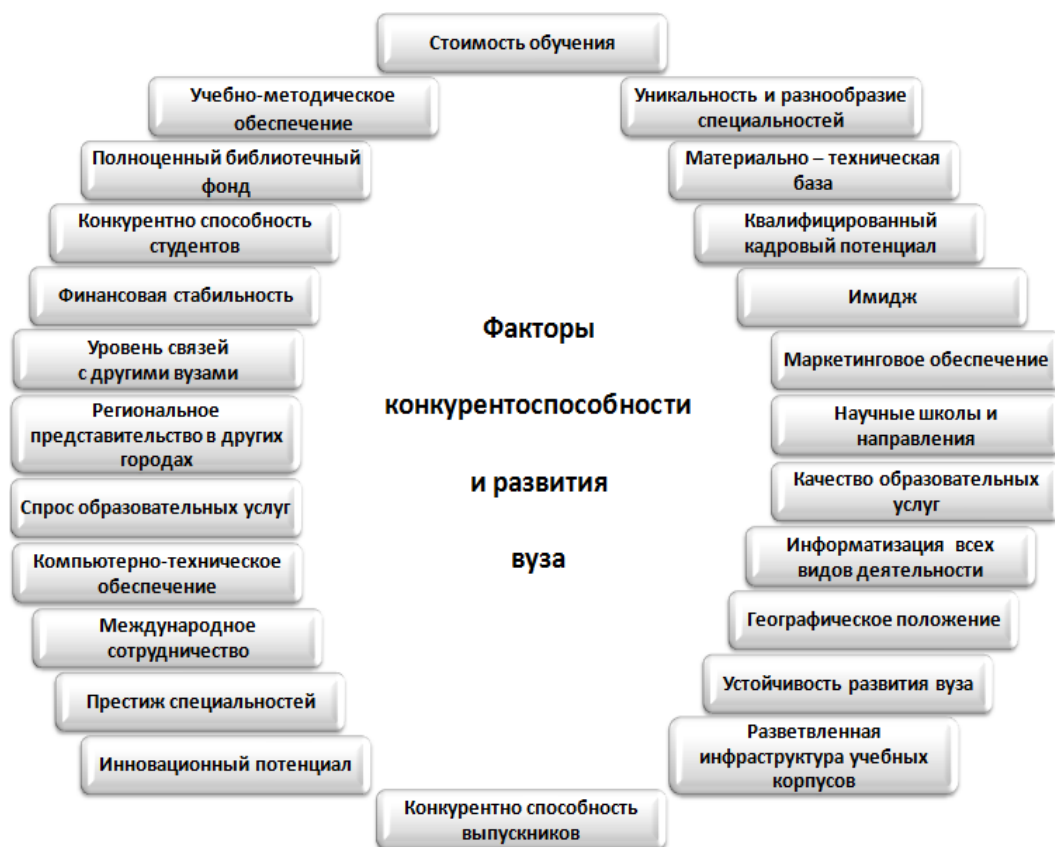 Стоимость обучения
Учебно-методическое
обеспечение
Уникальность и разнообразие
специальностей
Полноценный библиотечный
фонд
Материально – техническая
база
Конкурентно способность
студентов
Квалифицированный
кадровый потенциал
Финансовая стабильность
Имидж
Факторы
конкурентоспособности
и развития
вуза
Уровень связей
с другими вузами
Маркетинговое обеспечение
Региональное
представительство в других
городах
Научные школы и
направления
Спрос образовательных услуг
Качество образовательных
услуг
Компьютерно-техническое
обеспечение
Информатизация всех
видов деятельности
Международное
сотрудничество
Географическое положение
Престиж специальностей
Устойчивость развития вуза
Инновационный потенциал
Разветвленная
инфраструктура учебных
корпусов
Конкурентно способность
выпускников